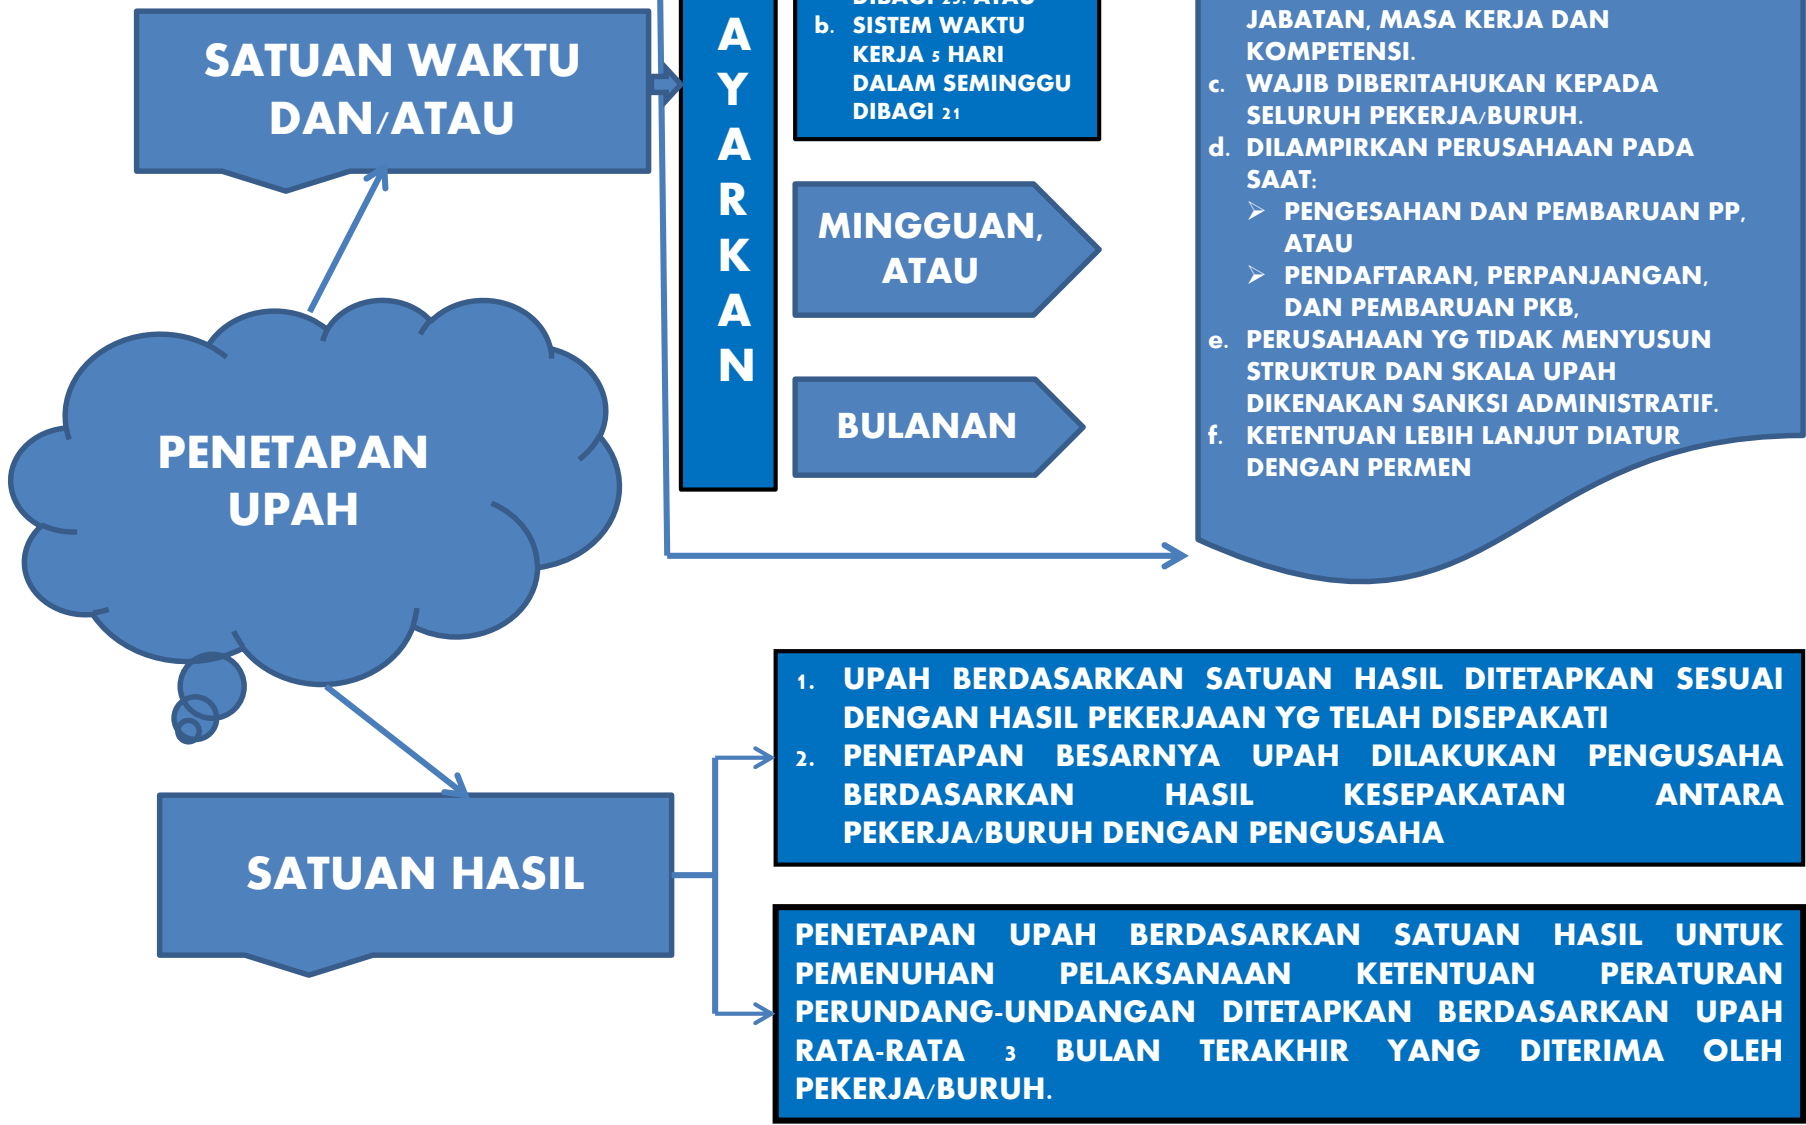 SATUAN WAKTU
DAN/ATAU
A
Y
A
R
K
A
N
DIBAGI 25. ATAU
b. SISTEM WAKTU
KERJA 5 HARI
DALAM SEMINGGU
DIBAGI 21
MINGGUAN,
ATAU
BULANAN
JABATAN, MASA KERJA DAN
KOMPETENSI.
c. WAJIB DIBERITAHUKAN KEPADA
SELURUH PEKERJA/BURUH.
d. DILAMPIRKAN PERUSAHAAN PADA
SAAT:
➢ PENGESAHAN DAN PEMBARUAN PP,
ATAU
➢ PENDAFTARAN, PERPANJANGAN,
DAN PEMBARUAN PKB,
e. PERUSAHAAN YG TIDAK MENYUSUN
STRUKTUR DAN SKALA UPAH
DIKENAKAN SANKSI ADMINISTRATIF.
f. KETENTUAN LEBIH LANJUT DIATUR
DENGAN PERMEN
PENETAPAN
UPAH
SATUAN HASIL
1. UPAH BERDASARKAN SATUAN HASIL DITETAPKAN SESUAI
DENGAN HASIL PEKERJAAN YG TELAH DISEPAKATI
2. PENETAPAN BESARNYA UPAH DILAKUKAN PENGUSAHA
BERDASARKAN HASIL KESEPAKATAN ANTARA
PEKERJA/BURUH DENGAN PENGUSAHA
PENETAPAN UPAH BERDASARKAN SATUAN HASIL UNTUK
PEMENUHAN PELAKSANAAN KETENTUAN PERATURAN
PERUNDANG-UNDANGAN DITETAPKAN BERDASARKAN UPAH
RATA-RATA 3 BULAN TERAKHIR YANG DITERIMA OLEH
PEKERJA/BURUH.